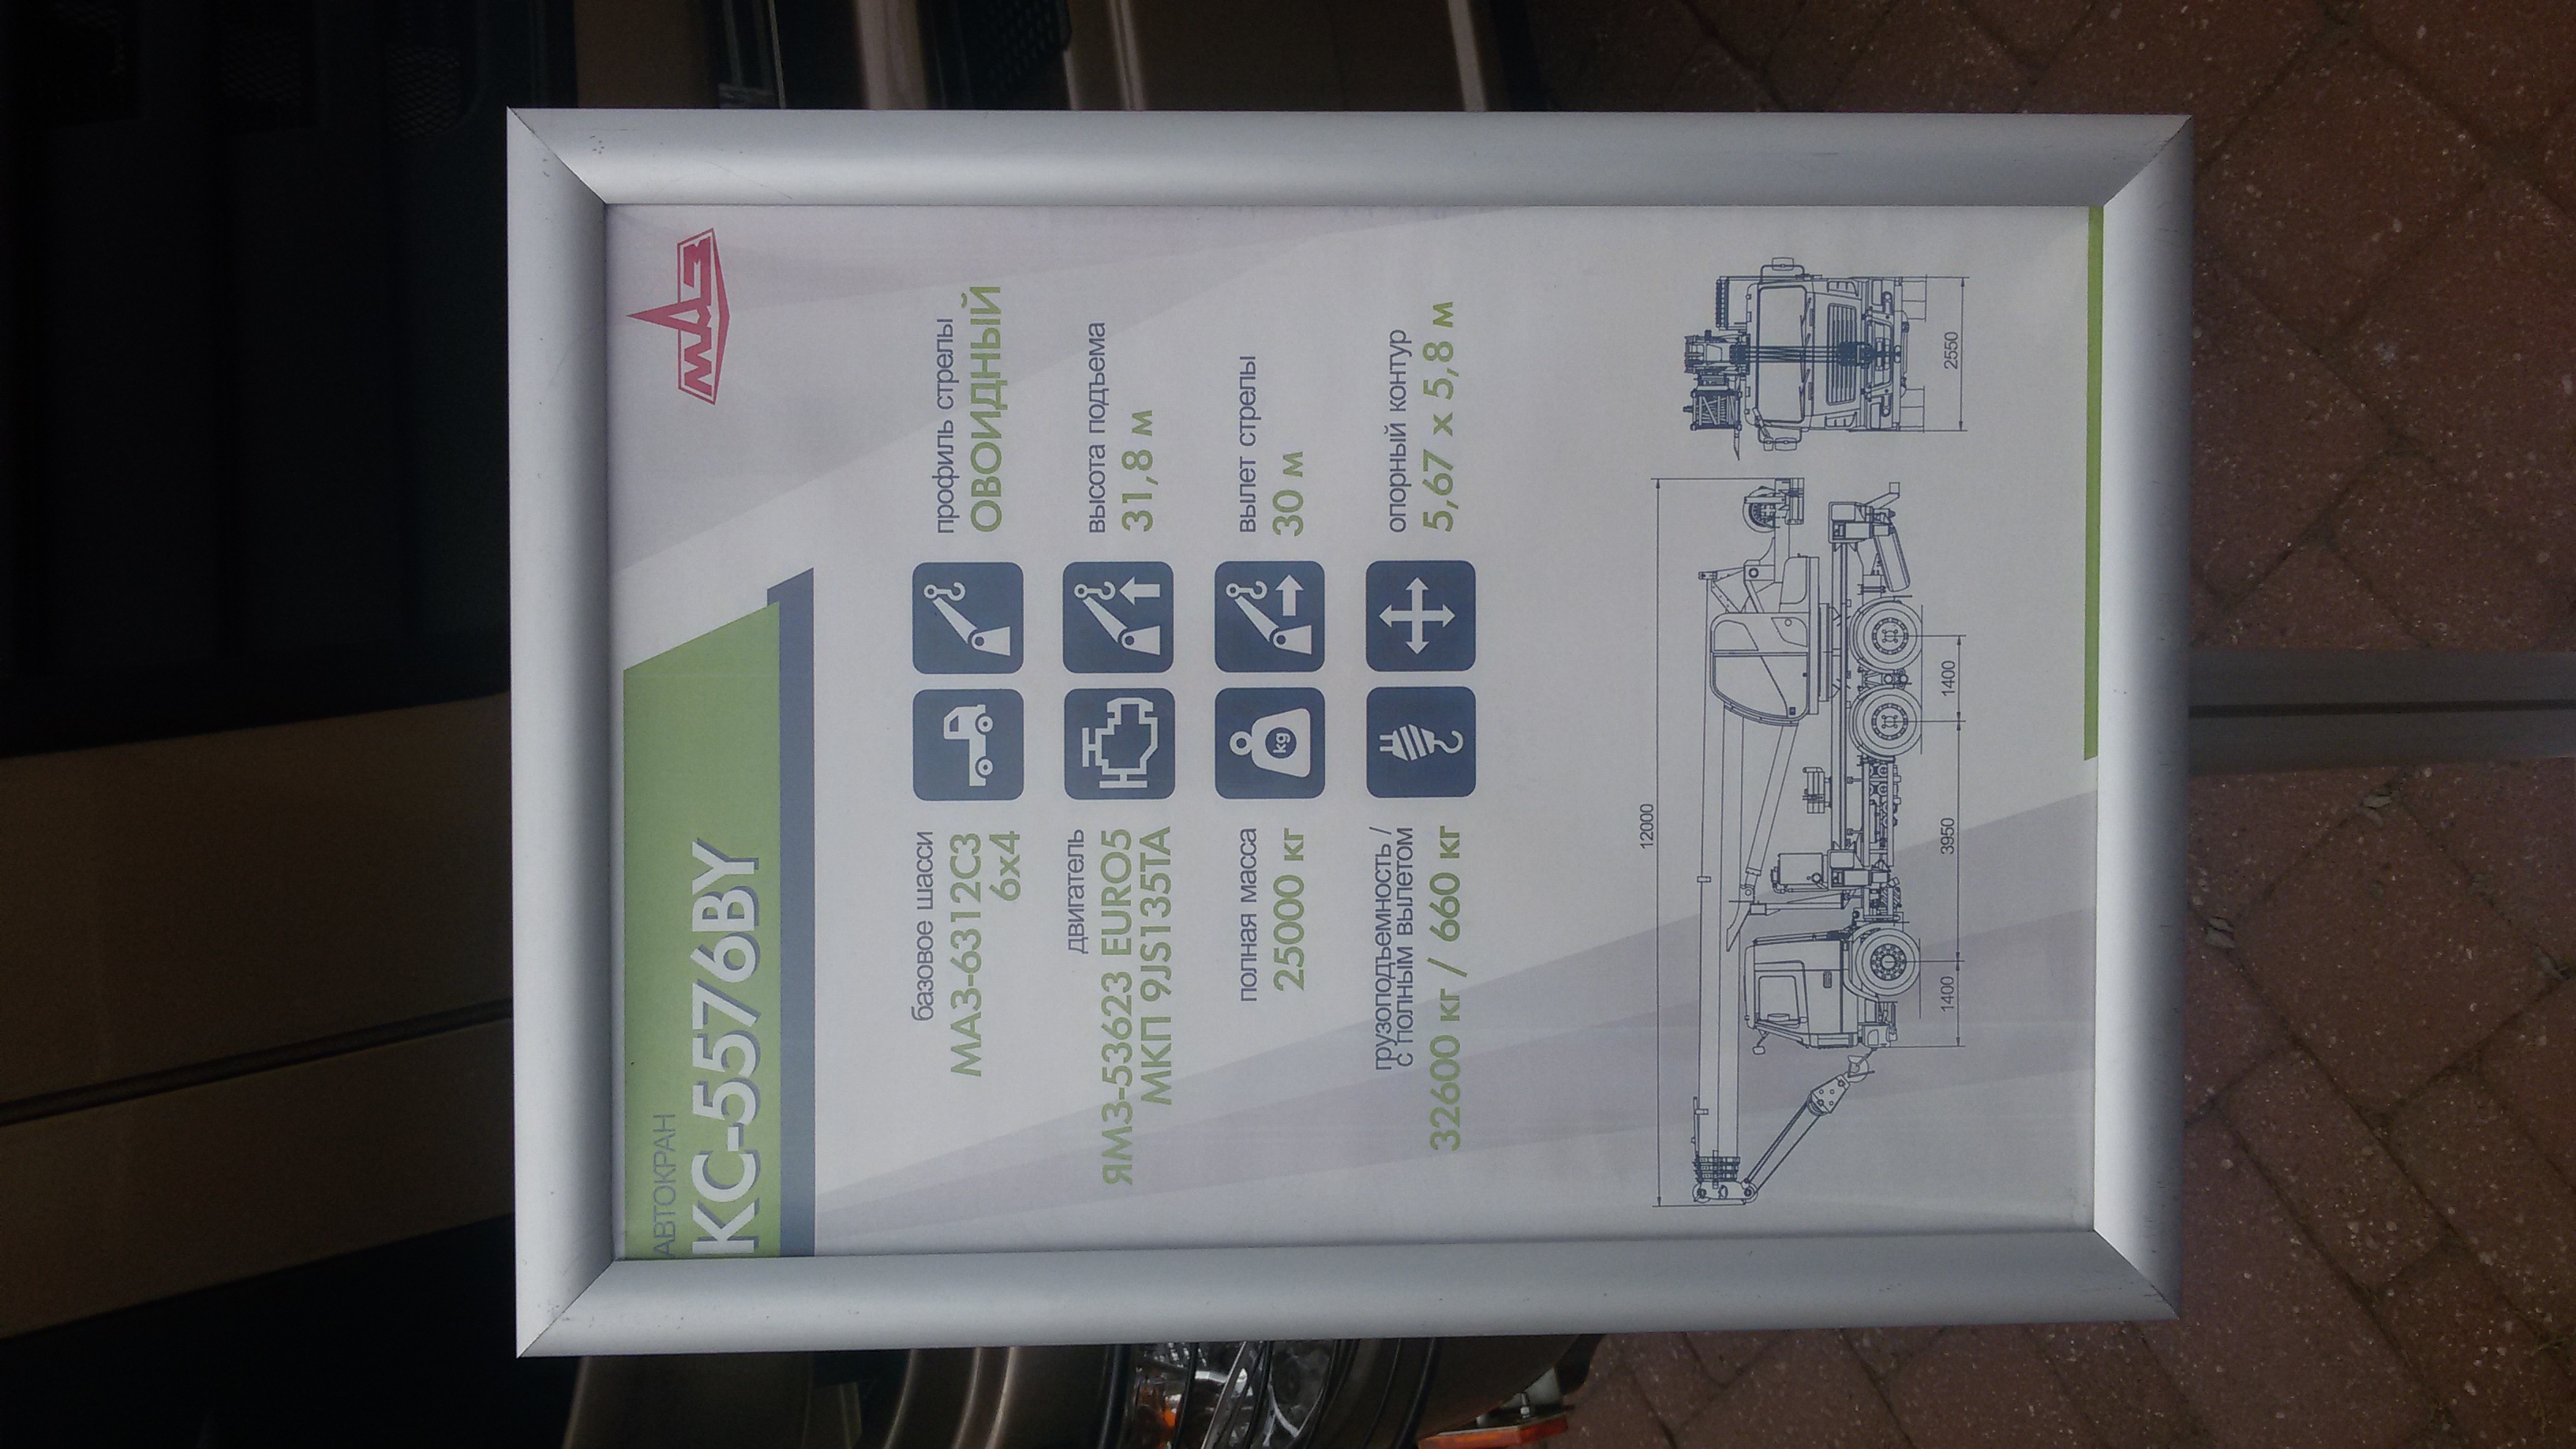 АВТОКРАН
КС-5576BY
МАЗ
базовое шасси
МАЗ-6312С3
6х4
профиль стрелы
ОВОИДНЫЙ
двигатель
ЯМЗ-53623 EURO5
МКП 9JS135TA
высота подъема
31,8 м
полная масса
25000 кг
kg
вылет стрелы
30 м
грузоподъемность /
с полным вылетом
32600 кг / 660 кг
опорный контур
5,67 х 5,8 м
12000
1400
3950
1400
2550